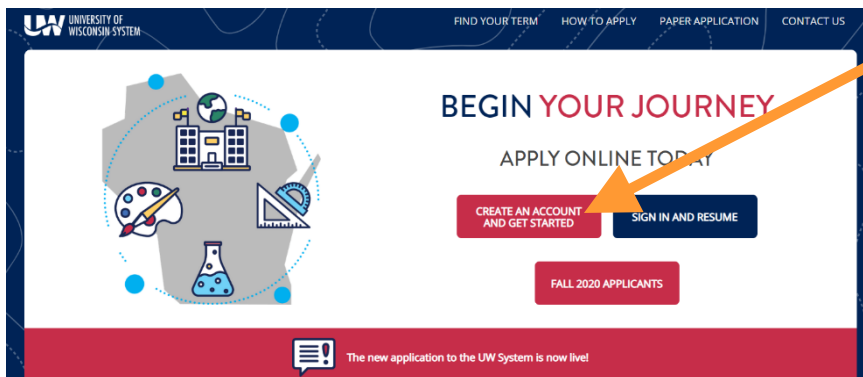 UW UNIVERSITY OF
WISCONSIN SYSTEM
FIND YOUR TERM HOW TO APPLY PAPER APPLICATION CONTACT US
BEGIN YOUR JOURNEY
APPLY ONLINE TODAY
CREATE AN ACCOUNT
AND GET STARTED
SIGN IN AND RESUME
FALL 2020 APPLICANTS
The new application to the UW System is now live!